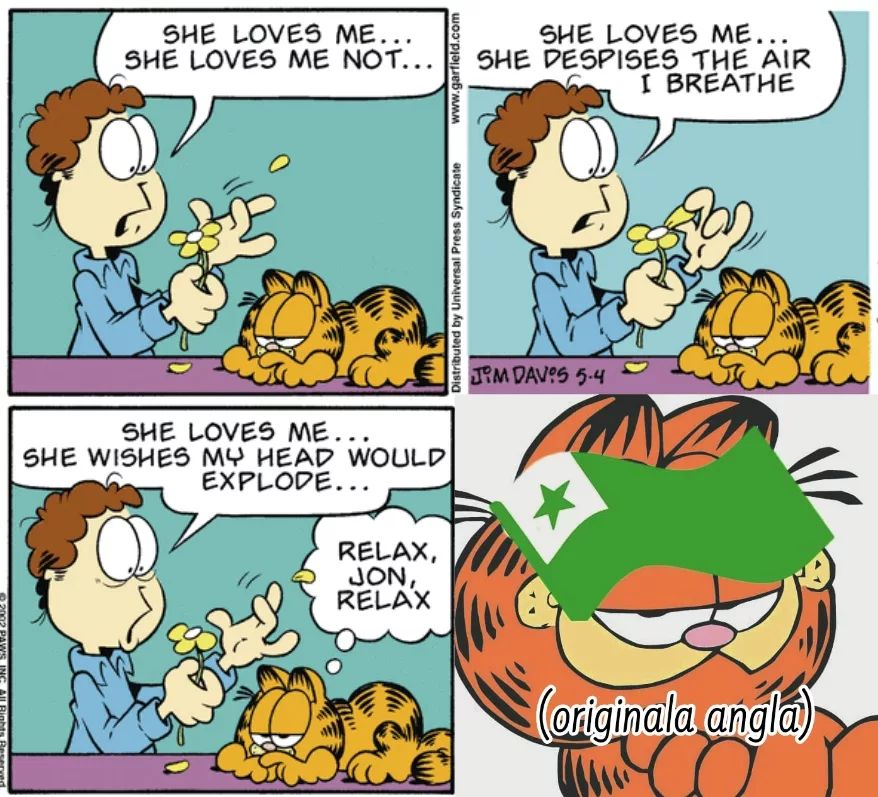 SHE LOVES ME...
SHE LOVES ME NOT...
www.garfield.com
Distributed by Universal Press Syndicate
SHE LOVES ME...
SHE DESPISES THE AIR
I BREATHE
JIM DAVIS 5-4
SHE LOVES ME...
SHE WISHES MY HEAD WOULD
EXPLODE...
RELAX,
JON,
RELAX
© 2002 PAWS, INC. All Rights Reserved
(originala angla)